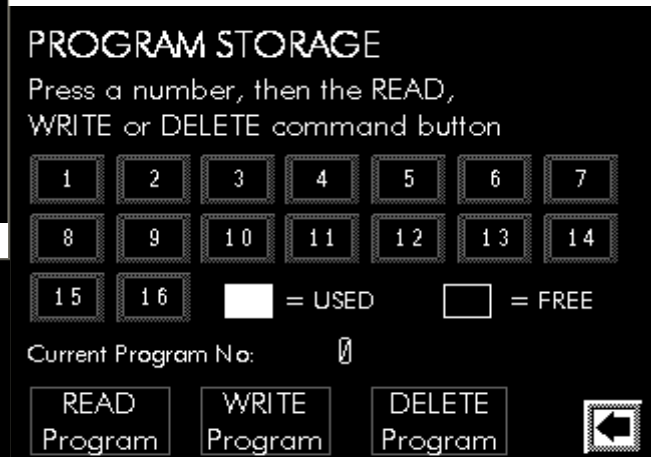 PROGRAM STORAGE
Press a number, then the READ,
WRITE or DELETE command button
1 2 3 4 5 6 7
8 9 10 11 12 13 14
15 16 = USED = FREE
Current Program No: 0
READ WRITE DELETE
Program Program Program